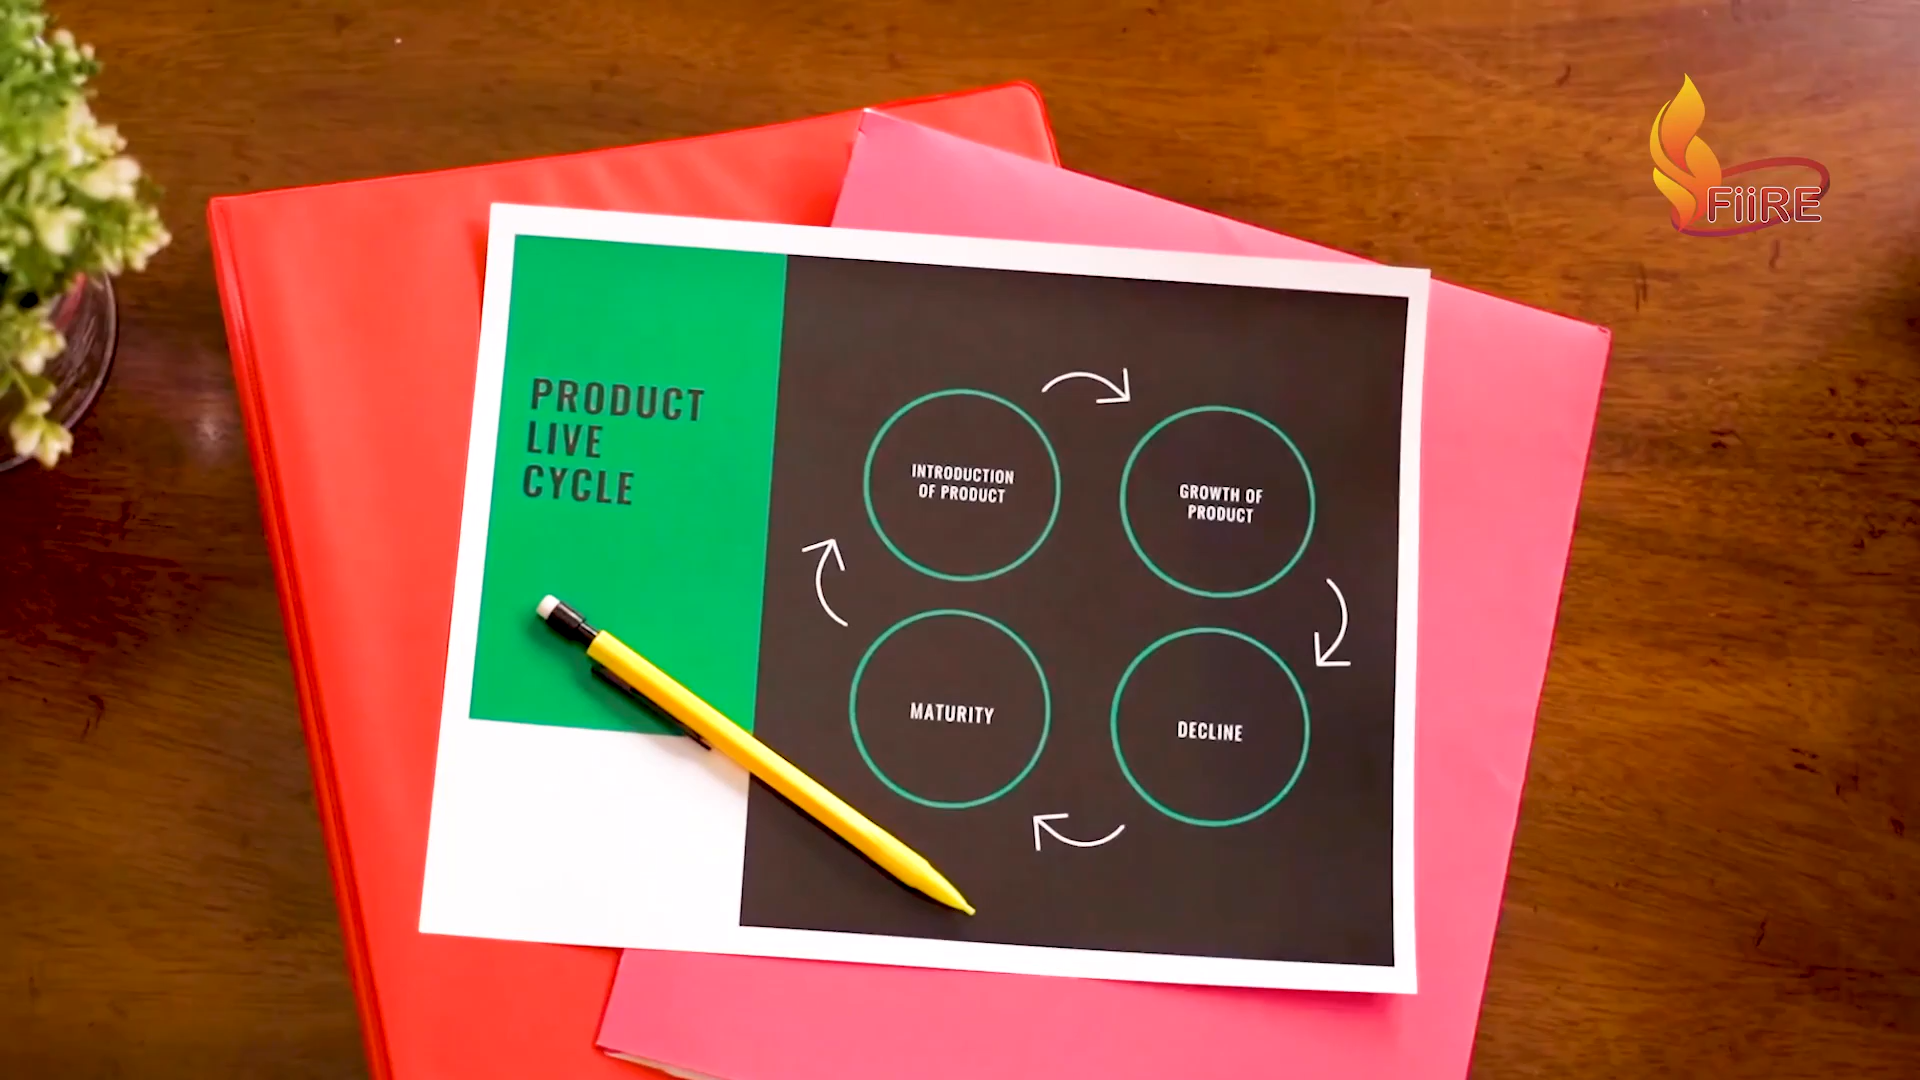 FiiRE
PRODUCT
LIVE
CYCLE
INTRODUCTION
OF PRODUCT
GROWTH OF
PRODUCT
MATURITY
DECLINE